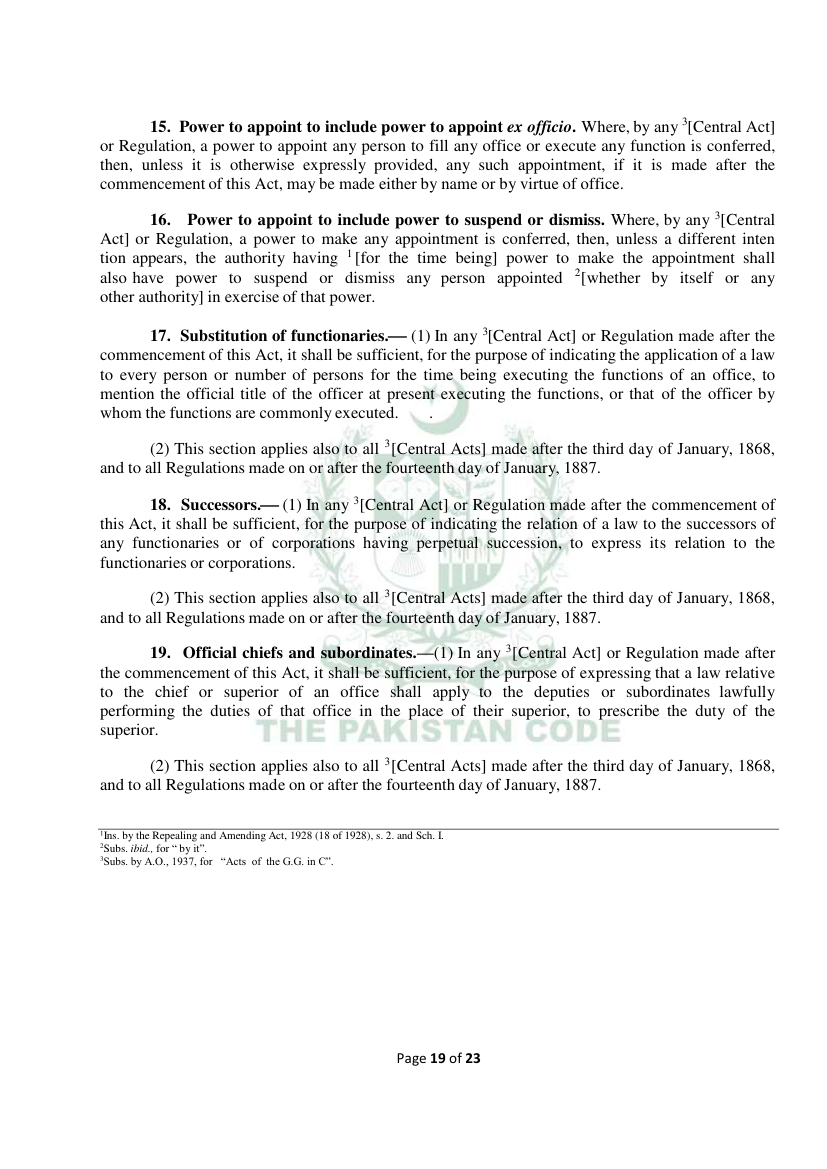 15. Power to appoint to include power to appoint ex officio. Where, by any 3[Central Act]
or Regulation, a power to appoint any person to fill any office or execute any function is conferred,
then, unless it is otherwise expressly provided, any such appointment, if it is made after the
commencement of this Act, may be made either by name or by virtue of office.
16. Power to appoint to include power to suspend or dismiss. Where, by any 3[Central
Act] or Regulation, a power to make any appointment is conferred, then, unless a different inten
tion appears, the authority having 1[for the time being] power to make the appointment shall
also have power to suspend or dismiss any person appointed 2[whether by itself or any
other authority] in exercise of that power.
17. Substitution of functionaries.— (1) In any 3[Central Act] or Regulation made after the
commencement of this Act, it shall be sufficient, for the purpose of indicating the application of a law
to every person or number of persons for the time being executing the functions of an office, to
mention the official title of the officer at present executing the functions, or that of the officer by
whom the functions are commonly executed. .
(2) This section applies also to all 3[Central Acts] made after the third day of January, 1868,
and to all Regulations made on or after the fourteenth day of January, 1887.
18. Successors.— (1) In any 3[Central Act] or Regulation made after the commencement of
this Act, it shall be sufficient, for the purpose of indicating the relation of a law to the successors of
any functionaries or of corporations having perpetual succession, to express its relation to the
functionaries or corporations.
(2) This section applies also to all 3[Central Acts] made after the third day of January, 1868,
and to all Regulations made on or after the fourteenth day of January, 1887.
19. Official chiefs and subordinates.—(1) In any 3[Central Act] or Regulation made after
the commencement of this Act, it shall be sufficient, for the purpose of expressing that a law relative
to the chief or superior of an office shall apply to the deputies or subordinates lawfully
performing the duties of that office in the place of their superior, to prescribe the duty of the
superior.
THE PAKISTAN CODE
(2) This section applies also to all 3[Central Acts] made after the third day of January, 1868,
and to all Regulations made on or after the fourteenth day of January, 1887.
1Ins. by the Repealing and Amending Act, 1928 (18 of 1928), s. 2. and Sch. I.
2Subs. ibid., for “ by it”.
3Subs. by A.O., 1937, for “Acts of the G.G. in C”.
Page 19 of 23